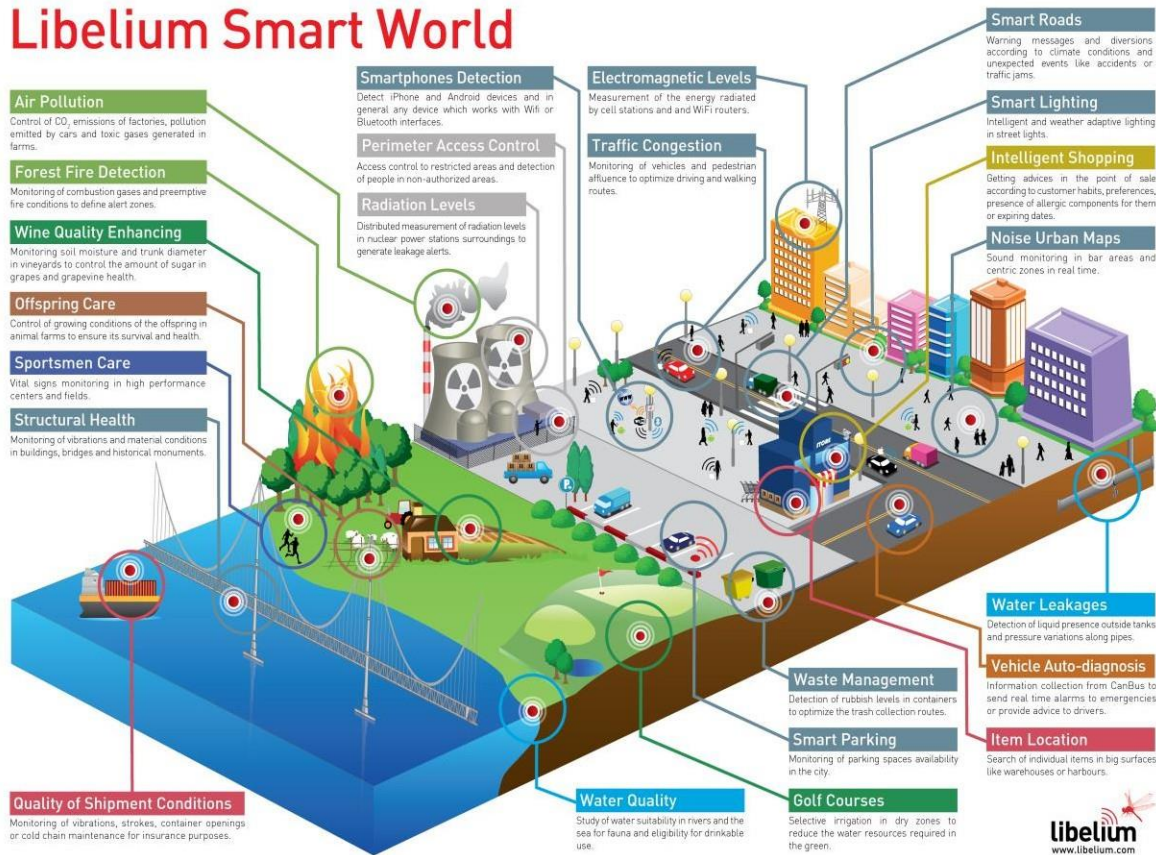 Libelium Smart World
Air Pollution
Control of CO₂ emissions of factories, pollution
emitted by cars and toxic gases generated in
farms.
Forest Fire Detection
Monitoring of combustion gases and preemptive
fire conditions to define alert zones.
Wine Quality Enhancing
Monitoring soil moisture and trunk diameter
in vineyards to control the amount of sugar in
grapes and grapevine health.
Offspring Care
Control of growing conditions of the offspring in
animal farms to ensure its survival and health.
Sportsmen Care
Vital signs monitoring in high performance
centers and fields.
Structural Health
Monitoring of vibrations and material conditions
in buildings, bridges and historical monuments.
Quality of Shipment Conditions
Monitoring of vibrations, strokes, container openings
or cold chain maintenance for insurance purposes.
Smartphones Detection
Detect iPhone and Android devices and in
general any device which works with Wifi or
Bluetooth interfaces.
Perimeter Access Control
Access control to restricted areas and detection
of people in non-authorized areas.
Radiation Levels
Distributed measurement of radiation levels
in nuclear power stations surroundings to
generate leakage alerts.
Electromagnetic Levels
Measurement of the energy radiated
by cell stations and and WiFi routers.
Traffic Congestion
Monitoring of vehicles and pedestrian
affluence to optimize driving and walking
routes.
Smart Roads
Warning messages and diversions
according to climate conditions and
unexpected events like accidents or
traffic jams.
Smart Lighting
Intelligent and weather adaptive lighting
in street lights.
Intelligent Shopping
Getting advices in the point of sale
according to customer habits, preferences,
presence of allergic components for them
or expiring dates.
Noise Urban Maps
Sound monitoring in bar areas and
centric zones in real time.
www
STORE
P
Water Leakages
Detection of liquid presence outside tanks
and pressure variations along pipes.
Vehicle Auto-diagnosis
Information collection from CanBus to
send real time alarms to emergencies
or provide advice to drivers.
Item Location
Search of individual items in big surfaces
like warehouses or harbours.
Waste Management
Detection of rubbish levels in containers
to optimize the trash collection routes.
Smart Parking
Monitoring of parking spaces availability
in the city.
Golf Courses
Selective irrigation in dry zones to
reduce the water resources required in
the green.
Water Quality
Study of water suitability in rivers and the
sea for fauna and eligibility for drinkable
use.
libelium
www.libelium.com